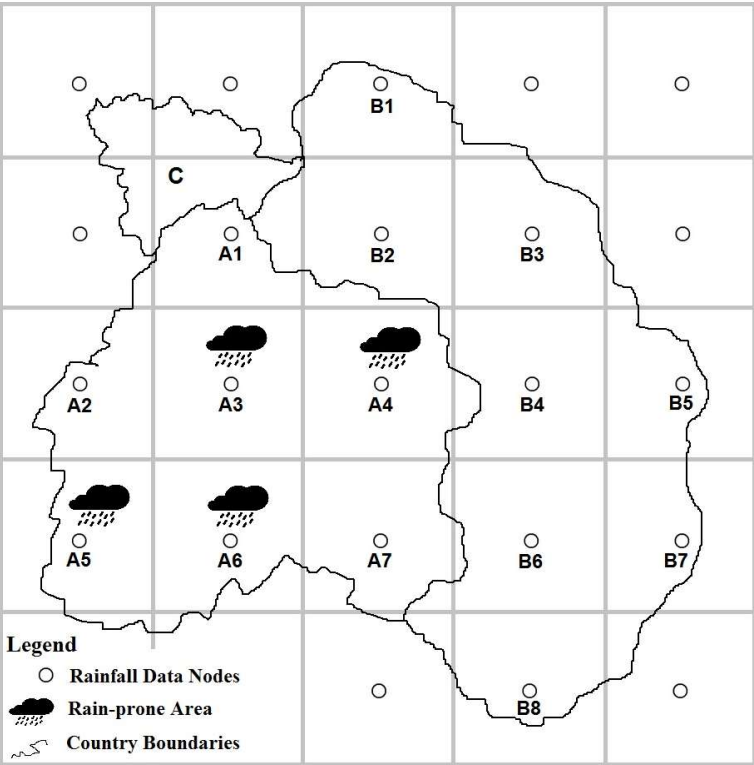 B1
C
A1 B2 B3
A2 A3 A4 B4 B5
A5 A6 A7 B6 B7
Legend
Rainfall Data Nodes
Rain-prone Area
Country Boundaries
B8